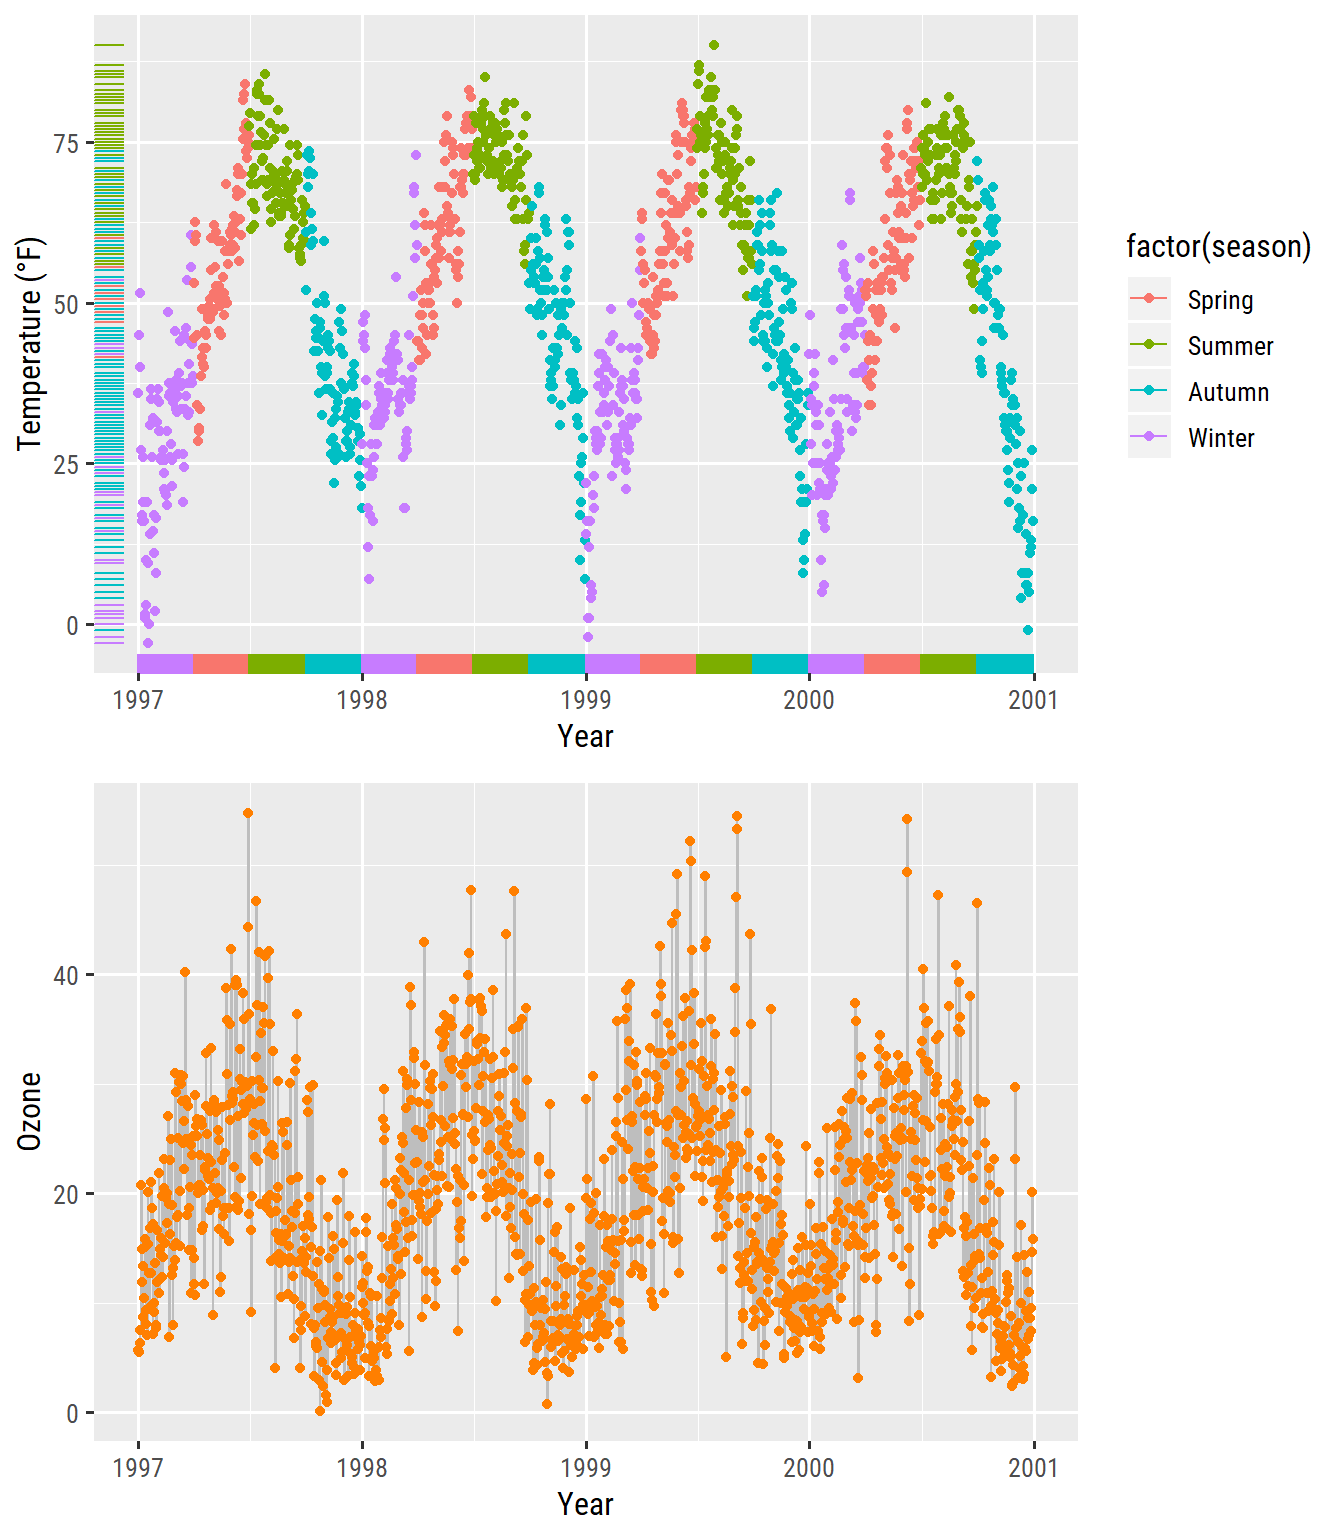 Temperature (°F)
75
50
25
0
1997 1998 1999 2000 2001
Year
factor(season)
Spring
Summer
Autumn
Winter
Ozone
40
20
0
1997 1998 1999 2000 2001
Year